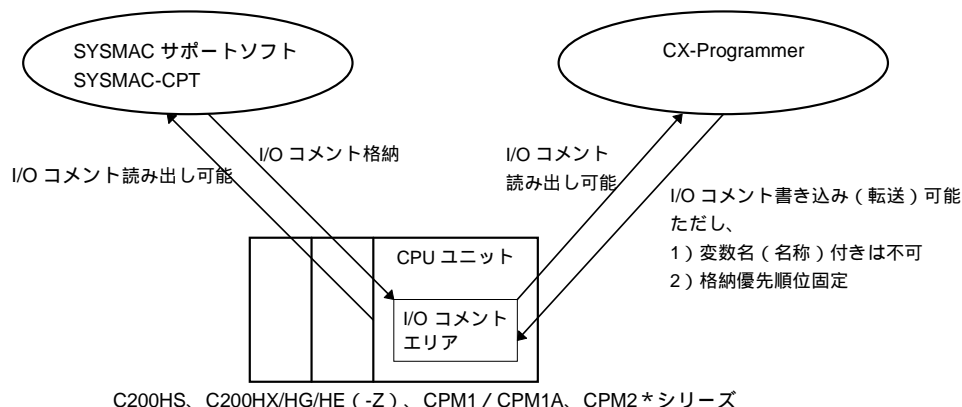 SYSMAC サポートソフト
SYSMAC-CPT
CX-Programmer
I/O コメント読み出し可能
I/O コメント格納
I/O コメント
読み出し可能
I/O コメント書き込み(転送)可能
ただし、
1)変数名(名称)付きは不可
2)格納優先順位固定
CPU ユニット
I/O コメント
エリア
C200HS、C200HX/HG/HE(-Z)、CPM1/CPM1A、CPM2*シリーズ